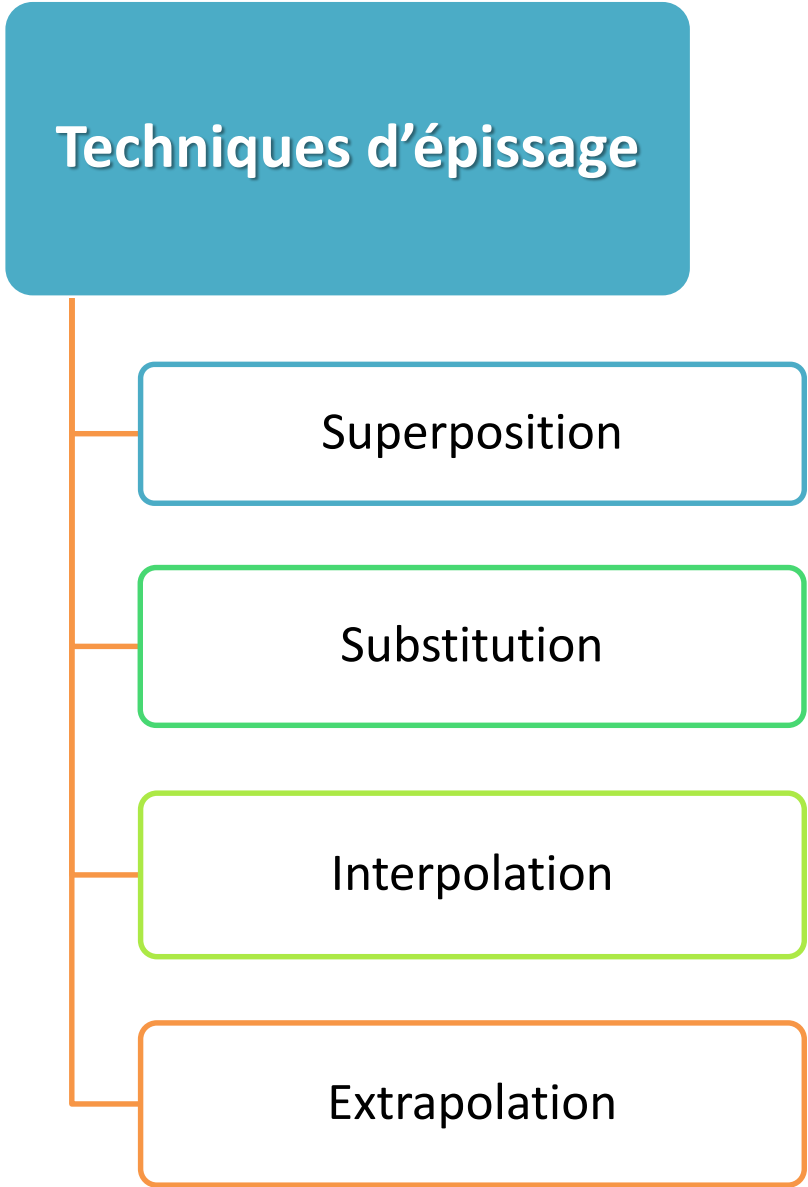 Techniques d’épissage
Superposition
Substitution
Interpolation
Extrapolation